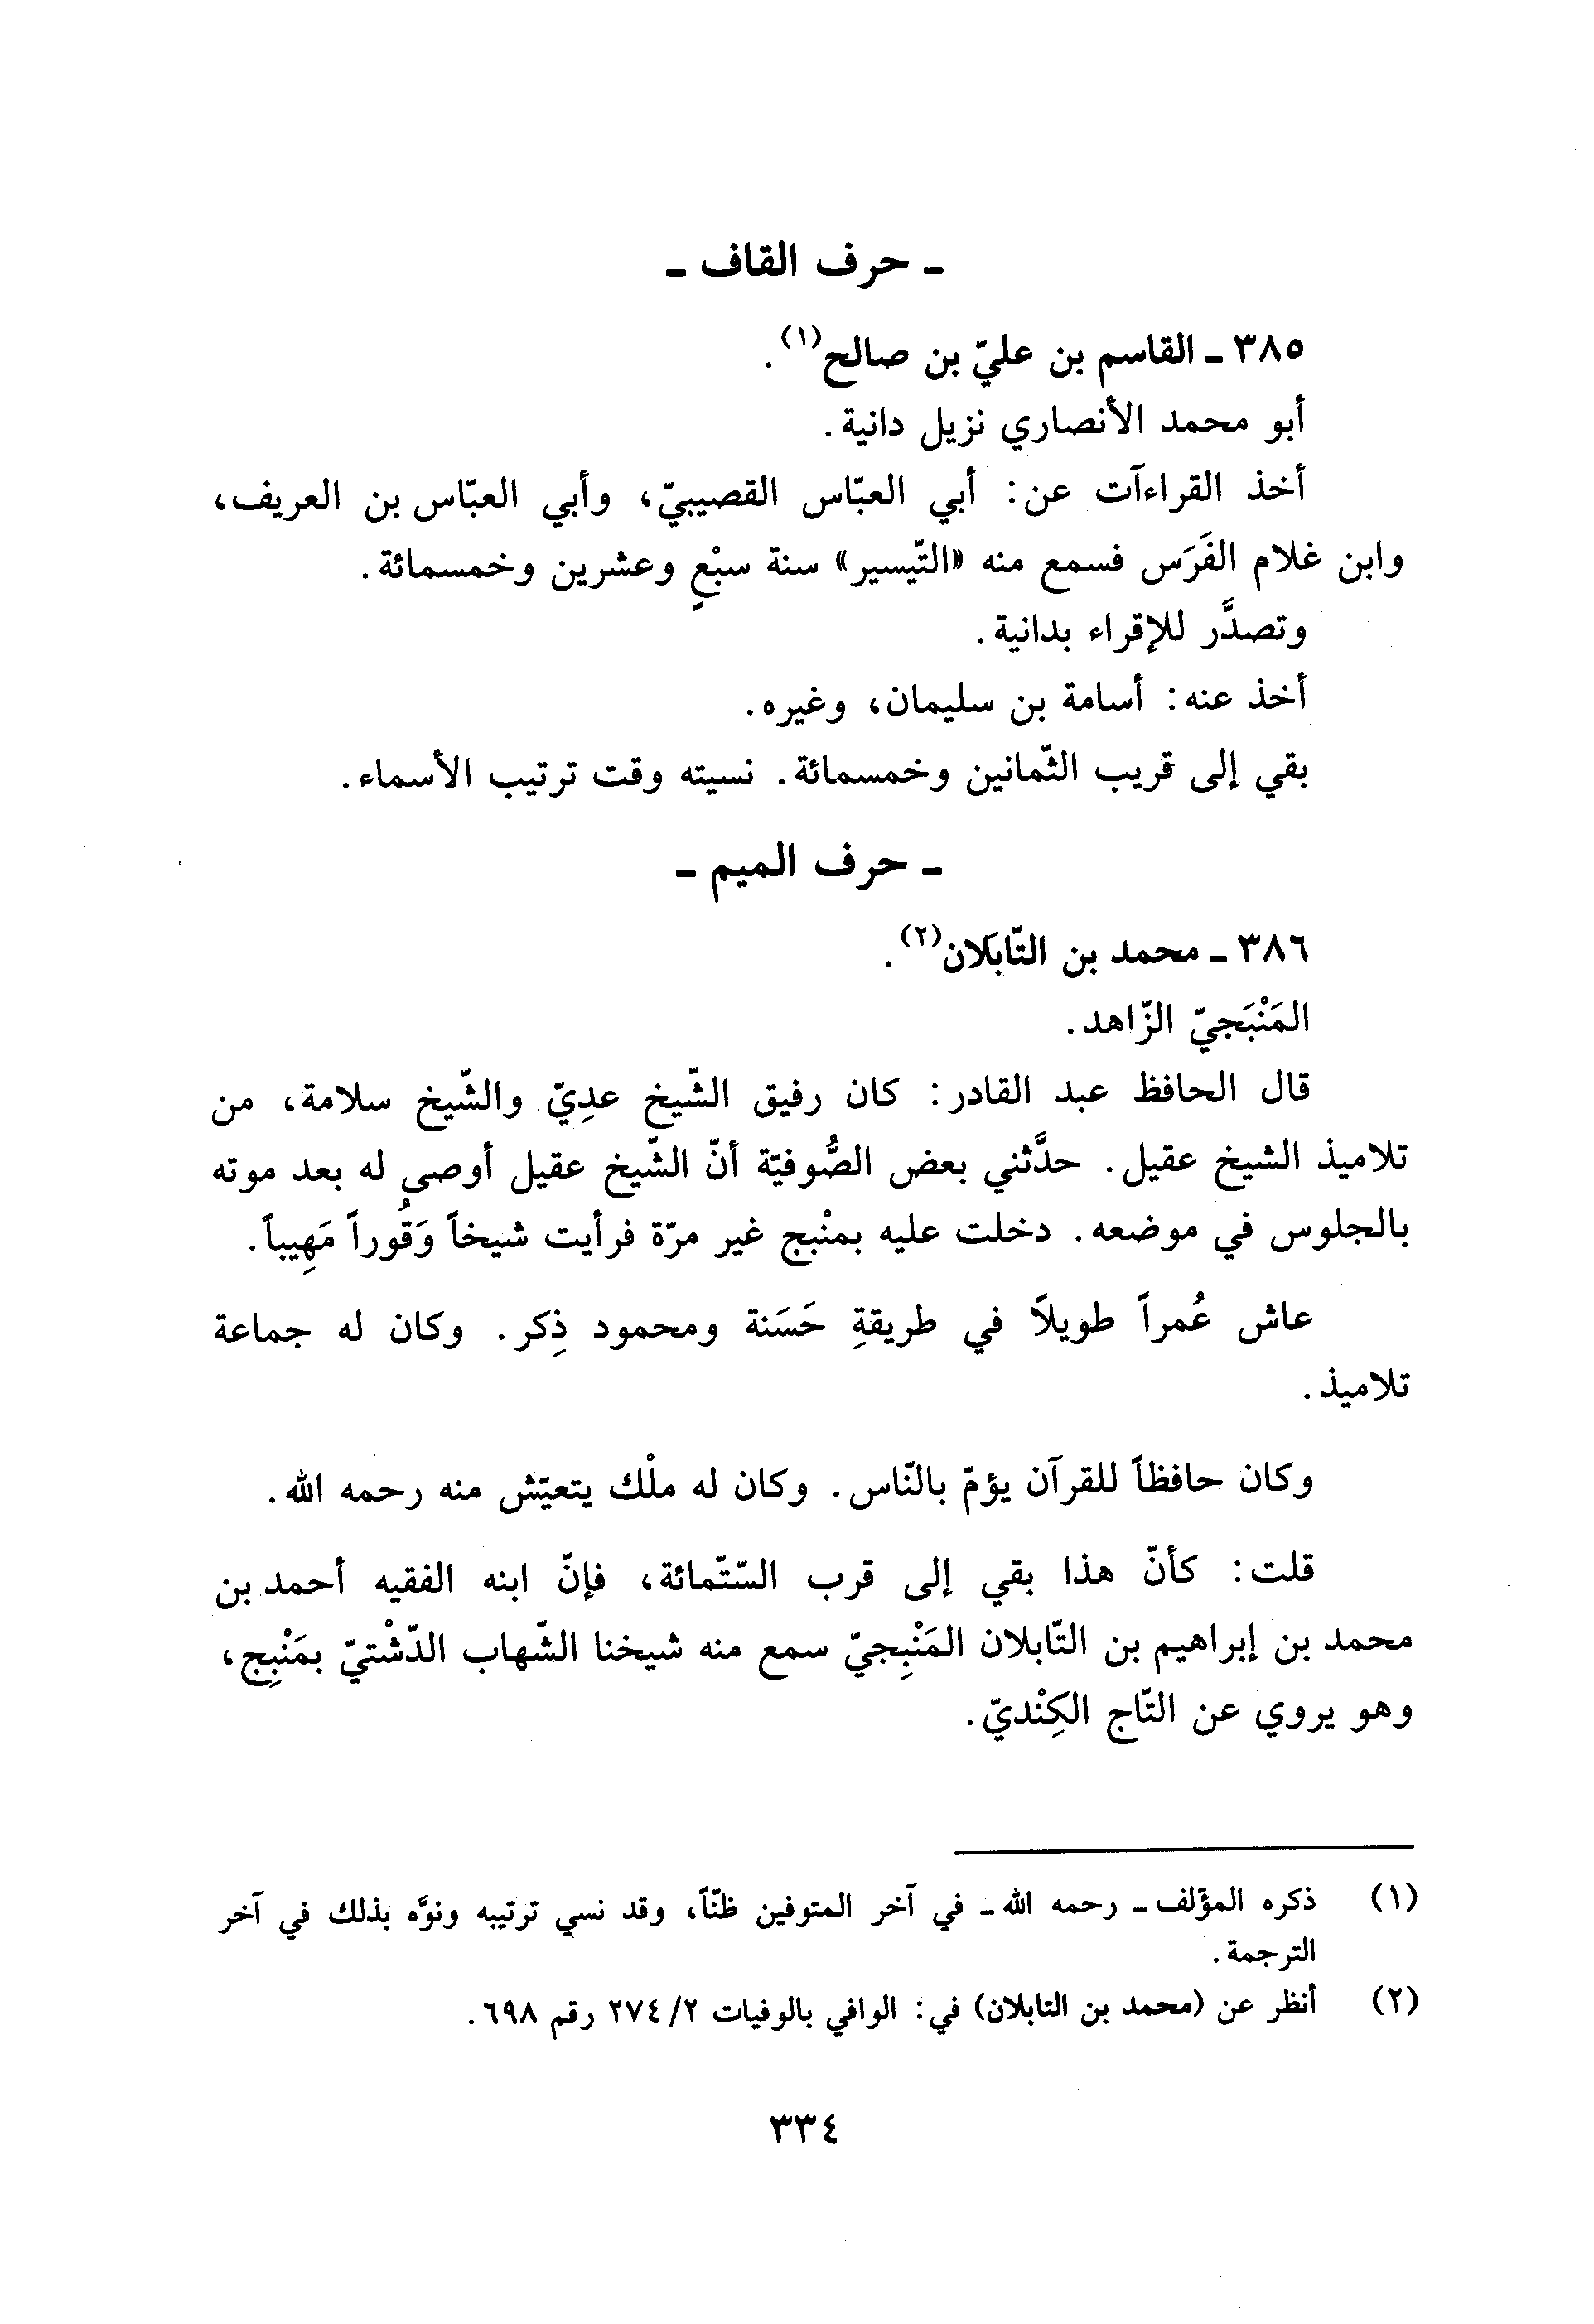 ـ حرف القاف ـ
٣٨٥ ـ القاسم بن عليّ بن صالح(١).
أبو محمد الأنصاري نزيل دانية.
أخذ القراءآت عن: أبي العبّاس القصيبيّ، وأبي العبّاس بن العريف،
وابن غلام الفَرَس فسمع منه «التّيسير» سنة سبْعٍ وعشرين وخمسمائة.
وتصدَّر للإقراء بدانية.
أخذ عنه: أسامة بن سليمان، وغيره.
بقي إلى قريب الثّمانين وخمسمائة. نسيته وقت ترتيب الأسماء.
ـ حرف الميم ـ
٣٨٦ ـ محمد بن التّابَلان(٢).
المَنْبَجيّ الزّاهد.
قال الحافظ عبد القادر: كان رفيق الشّيخ عدِيّ والشّيخ سلامة، من
تلاميذ الشيخ عقيل. حدَّثني بعض الصُّوفيّة أنّ الشّيخ عقيل أوصى له بعد موته
بالجلوس في موضعه. دخلت عليه بمنْبج غير مرّة فرأيت شيخاً وَقُوراً مَهِيباً.
عاش عُمراً طويلاً في طريقةِ حَسَنة ومحمود ذِكر. وكان له جماعة
تلاميذ.
وكان حافظاً للقرآن يؤمّ بالنّاس. وكان له ملْك يتعيّش منه رحمه الله.
قلت: كأنّ هذا بقي إلى قرب السّتّمائة، فإنّ ابنه الفقيه أحمد بن
محمد بن إبراهيم بن التّابلان المَنْبِجيّ سمع منه شيخنا الشّهاب الدّشْتيّ بمَنْبِج،
وهو يروي عن التّاج الكِنْديّ.
(١) ذكره المؤلف ـ رحمه الله ـ في آخر المتوفين ظنّاً، وقد نسي ترتيبه ونوَّه بذلك في آخر
الترجمة.
(٢) أنظر عن (محمد بن التابلان) في: الوافي بالوفيات ٢/ ٢٧٤ رقم ٦٩٨.
٣٣٤